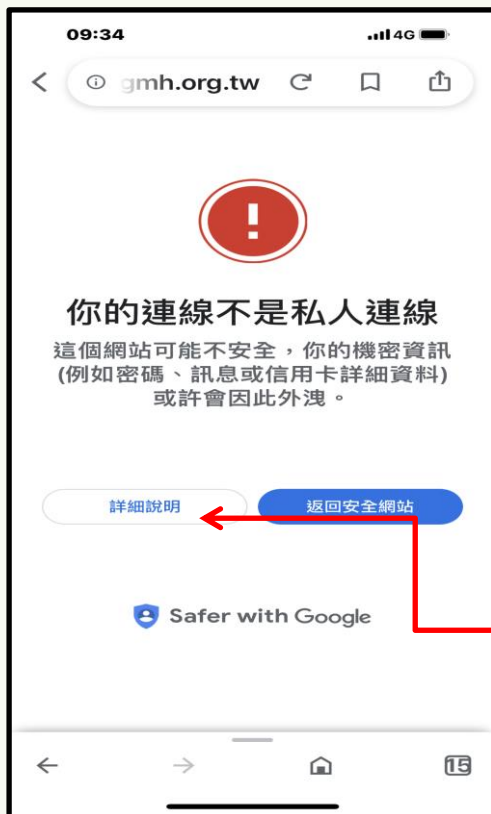 09:34
4G
gmh.org.tw
!
你的連線不是私人連線
這個網站可能不安全，你的機密資訊
(例如密碼、訊息或信用卡詳細資料)
或許會因此外洩。
詳細說明
返回安全網站
Safer with Google
15